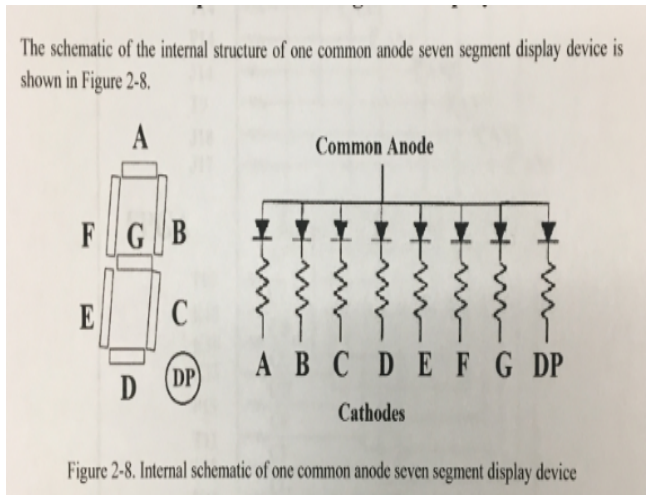 The schematic of the internal structure of one common anode seven segment display device is
shown in Figure 2-8.
A
Common Anode
F G B
E C
D DP
A B C D E F G DP
Cathodes
Figure 2-8. Internal schematic of one common anode seven segment display device